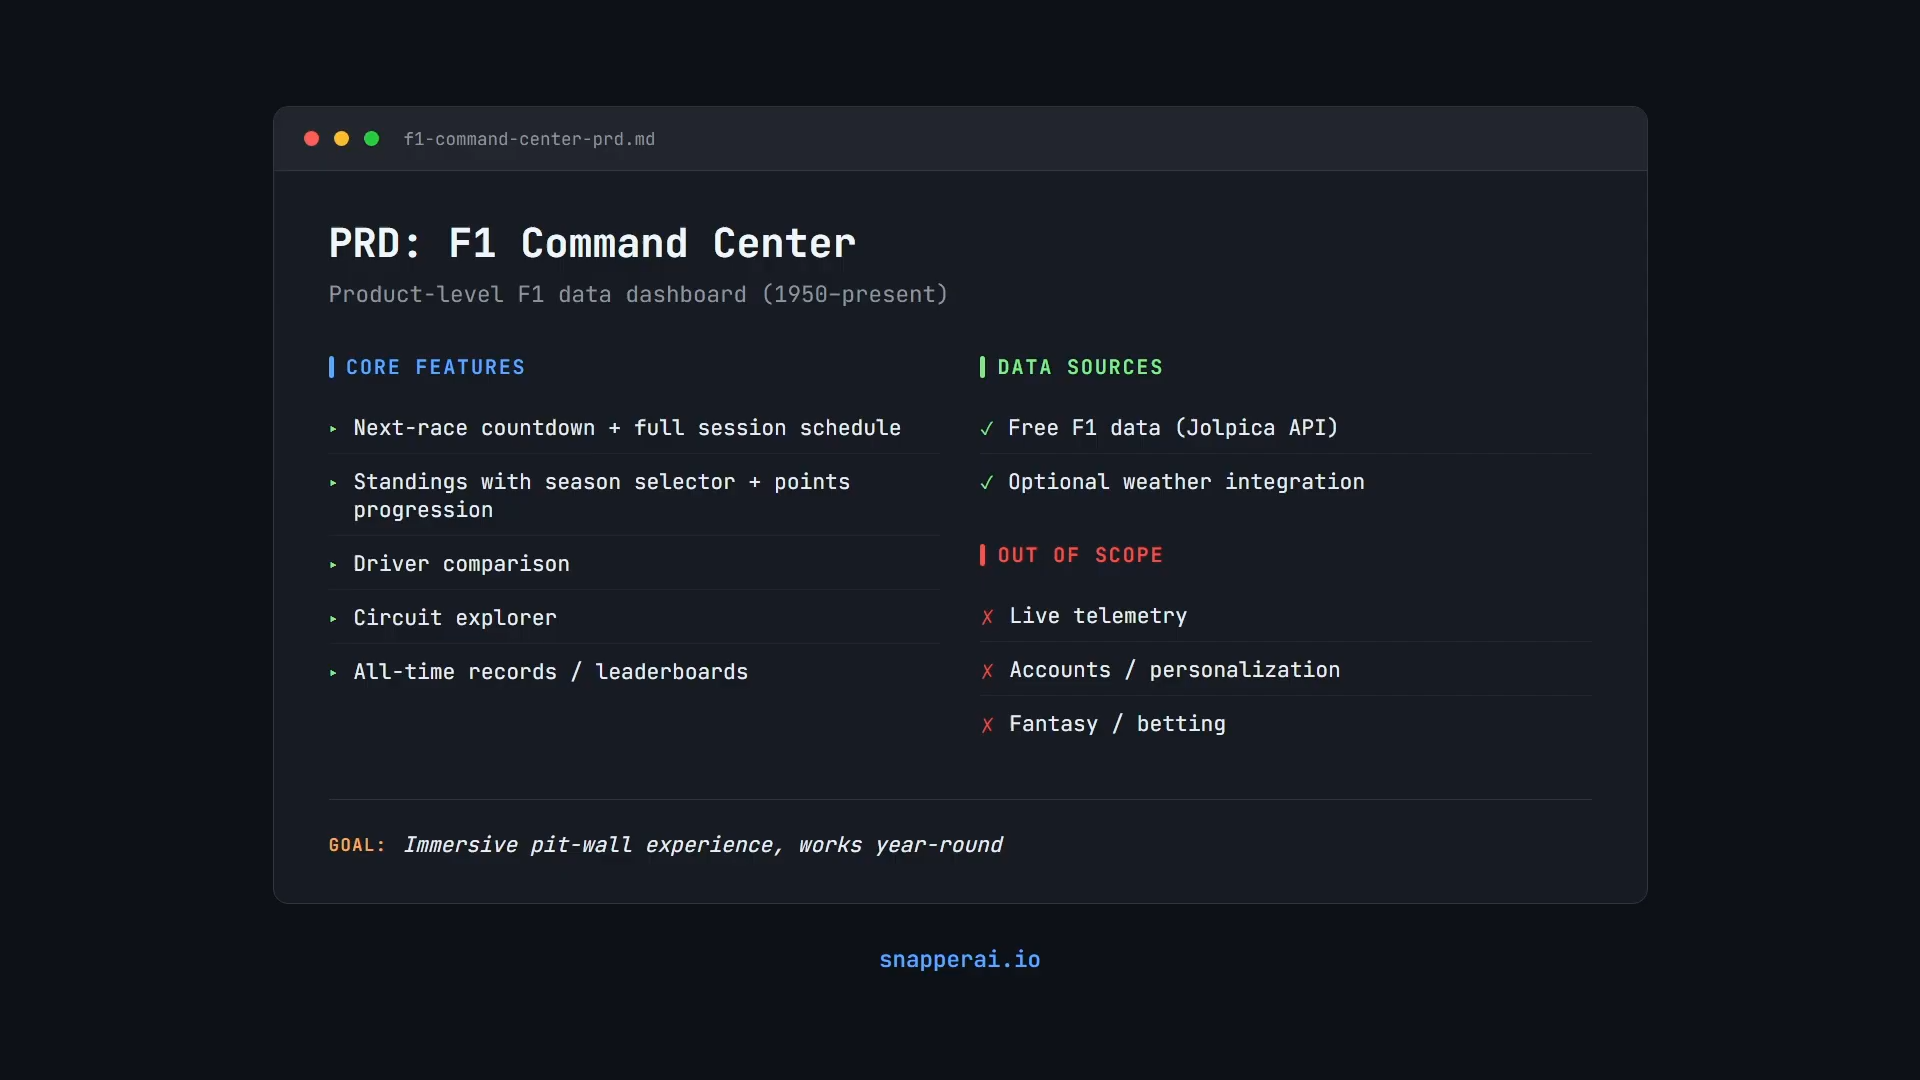 f1-command-center-prd.md
PRD: F1 Command Center
Product-level F1 data dashboard (1950–present)
CORE FEATURES
▸ Next-race countdown + full session schedule
▸ Standings with season selector + points
progression
▸ Driver comparison
▸ Circuit explorer
▸ All-time records / leaderboards
DATA SOURCES
✓ Free F1 data (Jolpica API)
✓ Optional weather integration
OUT OF SCOPE
✗ Live telemetry
✗ Accounts / personalization
✗ Fantasy / betting
GOAL: Immersive pit-wall experience, works year-round
snapperai.io